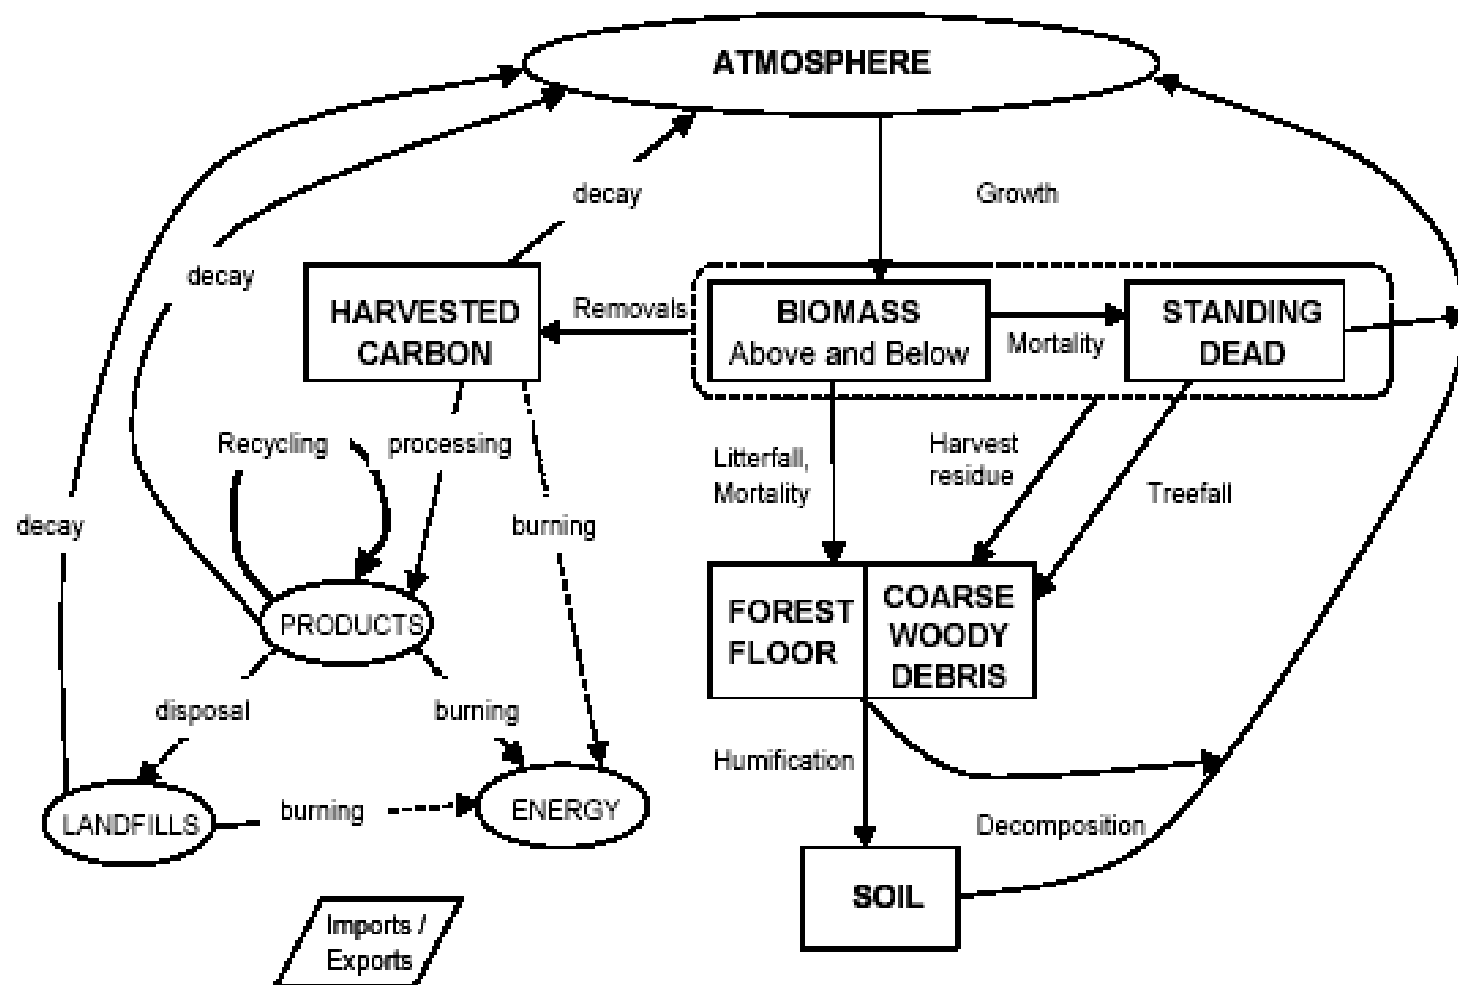 ATMOSPHERE
decay
Growth
decay
HARVESTED
CARBON
Removals
BIOMASS
Above and Below
Mortality
STANDING
DEAD
Recycling
processing
Litterfall,
Mortality
Harvest
residue
Treefall
decay
burning
PRODUCTS
FOREST
FLOOR
COARSE
WOODY
DEBRIS
disposal
burning
Humification
LANDFILLS
burning
ENERGY
Decomposition
SOIL
Imports /
Exports